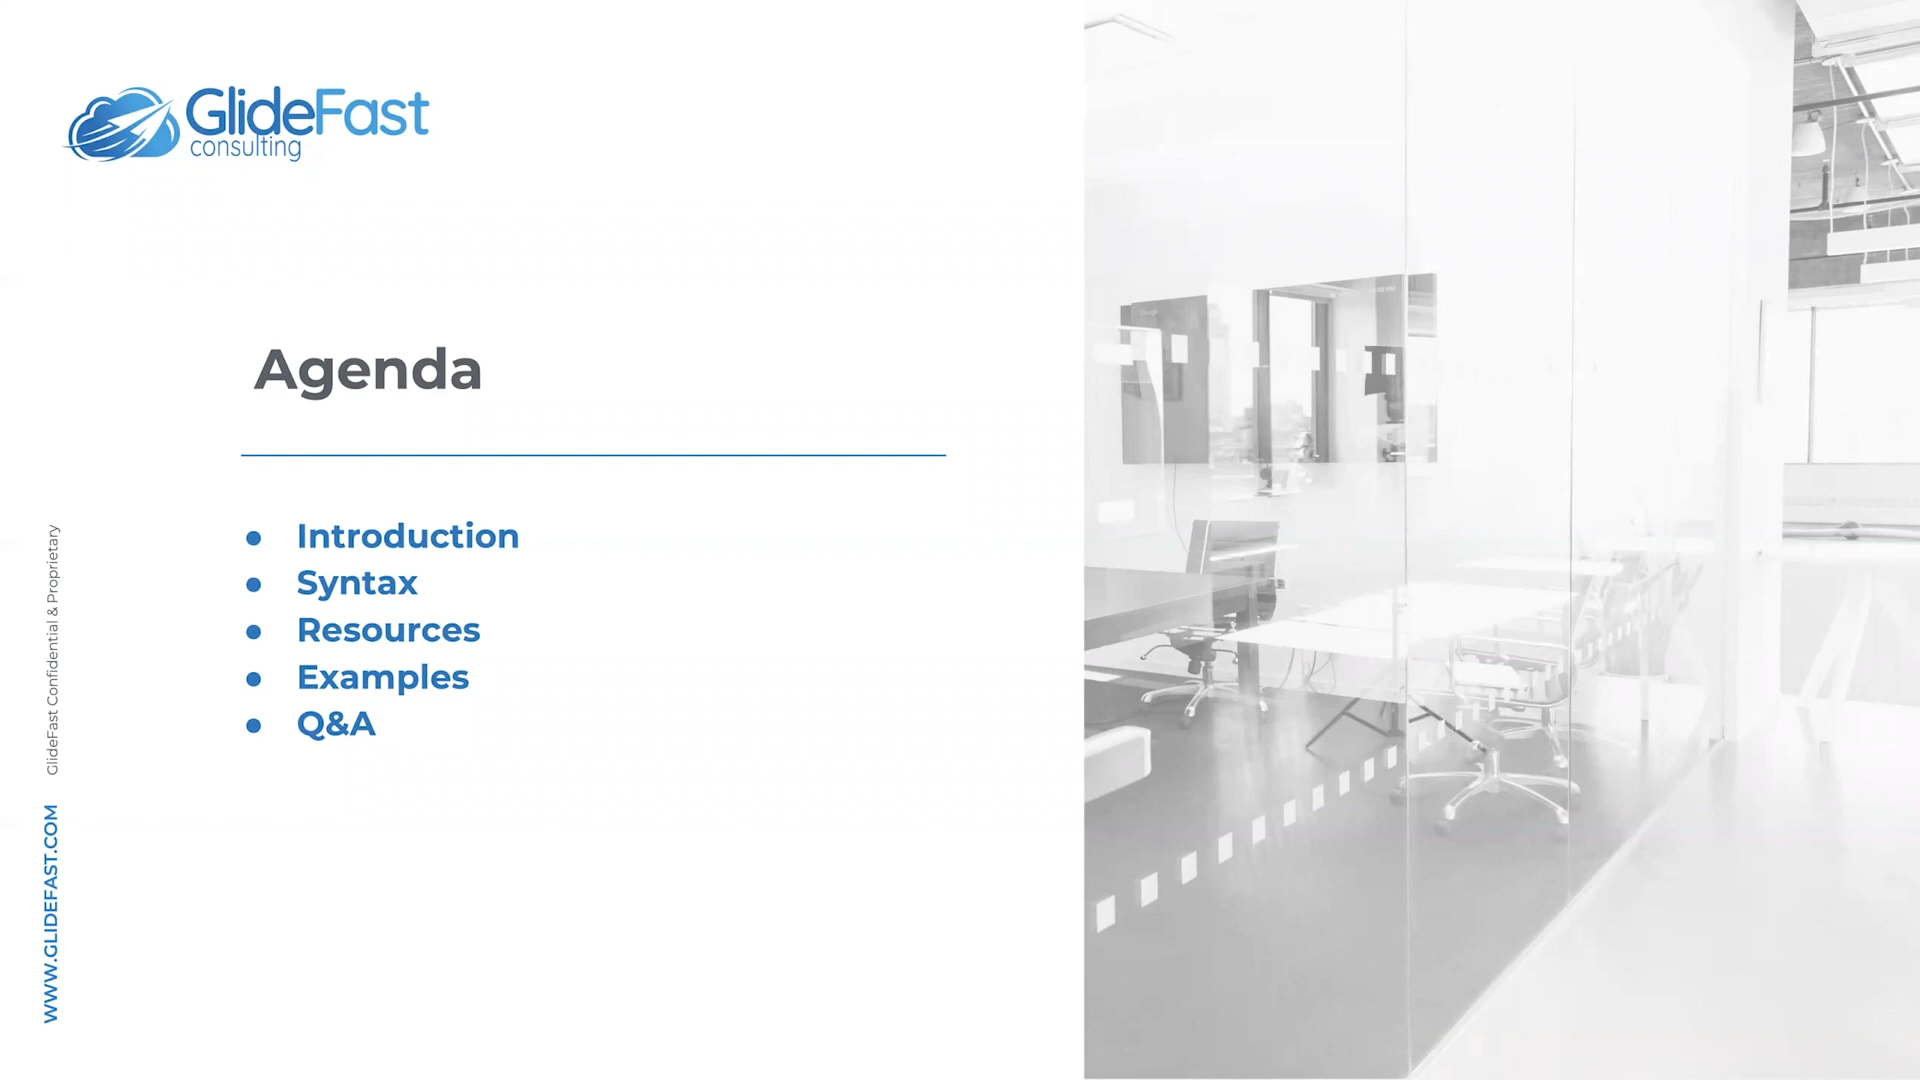 GlideFast
consulting
Agenda
● Introduction
● Syntax
● Resources
● Examples
● Q&A
GlideFast Confidential & Proprietary
WWW.GLIDEFAST.COM